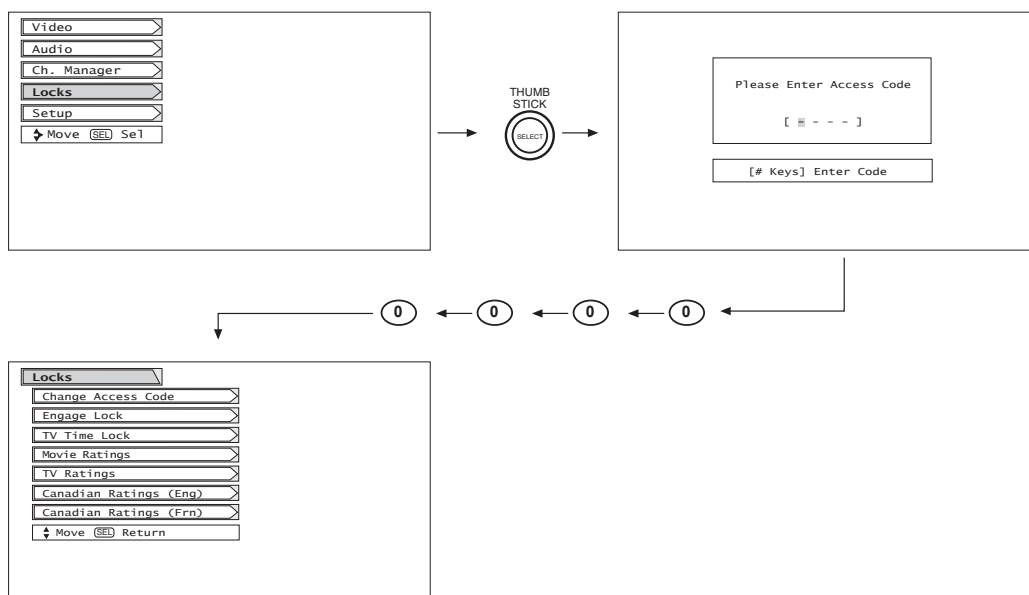 Video
Audio
Ch. Manager
Locks
Setup
Move SEL Sel
THUMB
STICK
SELECT
Please Enter Access Code
[ - - - - ]
[# Keys] Enter Code
0 0 0 0
Locks
Change Access Code
Engage Lock
TV Time Lock
Movie Ratings
TV Ratings
Canadian Ratings (Eng)
Canadian Ratings (Frn)
Move SEL Return